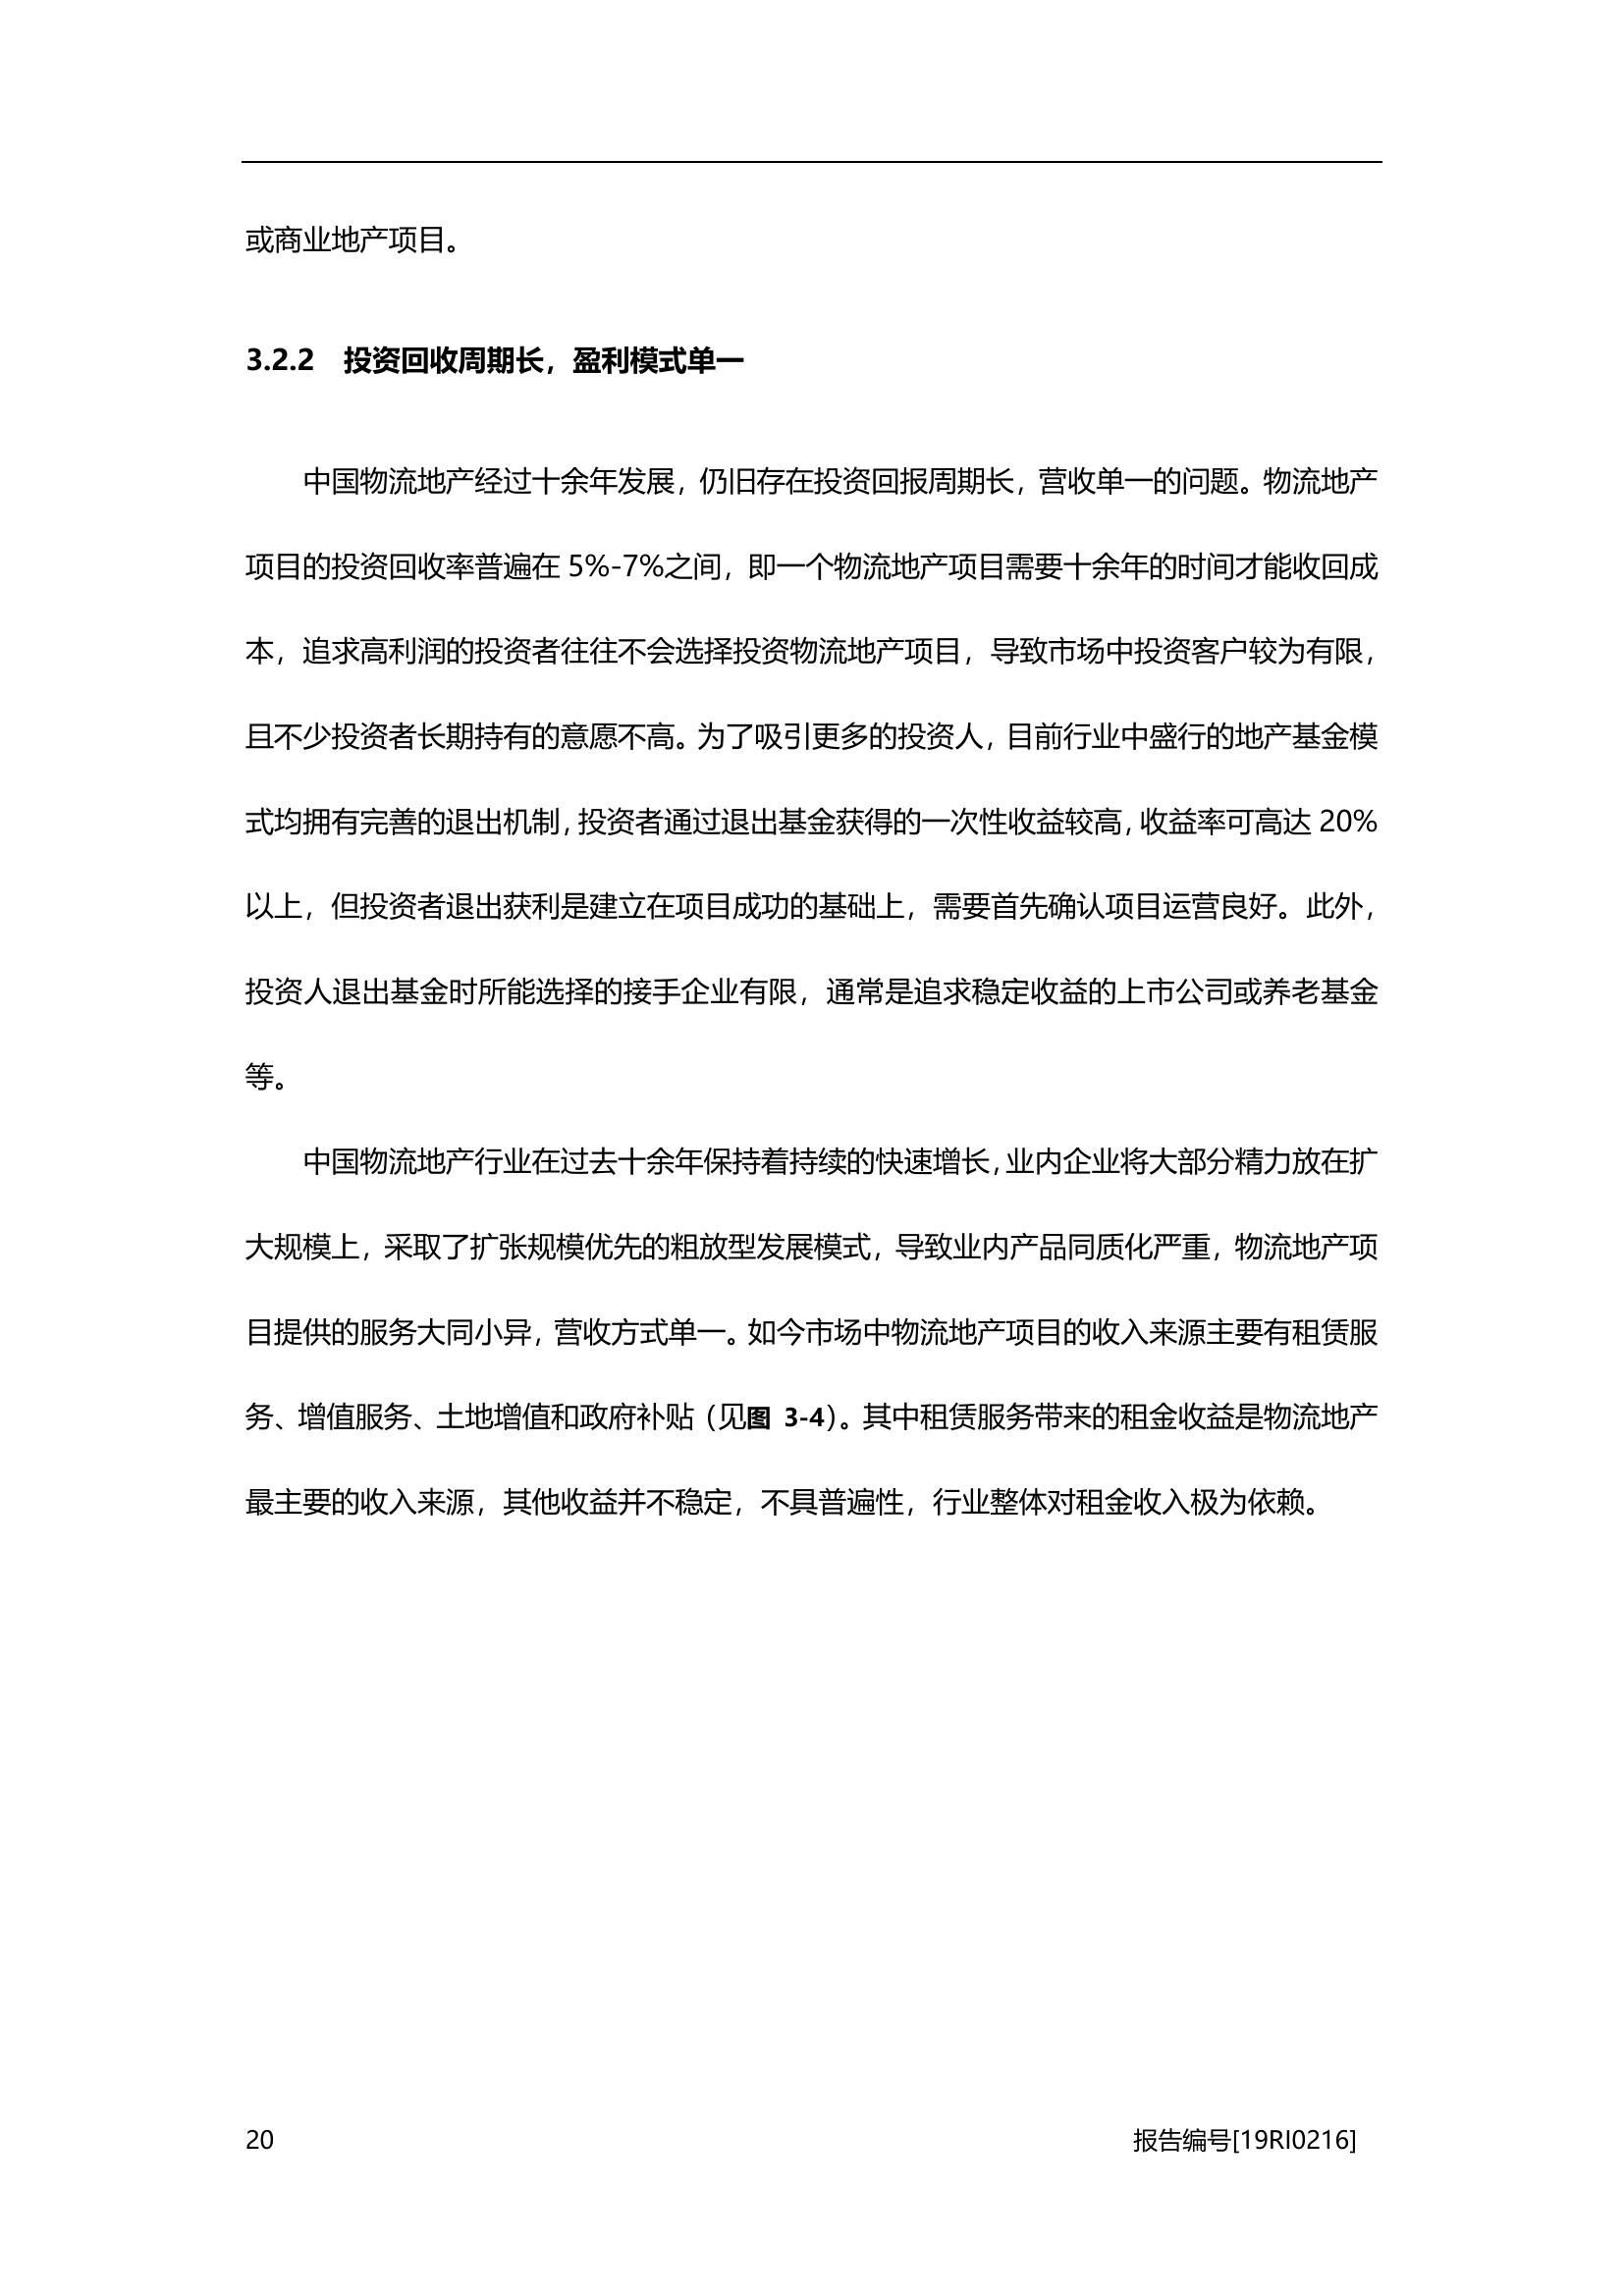 或商业地产项目。
3.2.2 投资回收周期长，盈利模式单一
中国物流地产经过十余年发展，仍旧存在投资回报周期长，营收单一的问题。物流地产
项目的投资回收率普遍在 5%-7%之间，即一个物流地产项目需要十余年的时间才能收回成
本，追求高利润的投资者往往不会选择投资物流地产项目，导致市场中投资客户较为有限，
且不少投资者长期持有的意愿不高。为了吸引更多的投资人，目前行业中盛行的地产基金模
式均拥有完善的退出机制，投资者通过退出基金获得的一次性收益较高，收益率可高达 20%
以上，但投资者退出获利是建立在项目成功的基础上，需要首先确认项目运营良好。此外，
投资人退出基金时所能选择的接手企业有限，通常是追求稳定收益的上市公司或养老基金
等。
中国物流地产行业在过去十余年保持着持续的快速增长，业内企业将大部分精力放在扩
大规模上，采取了扩张规模优先的粗放型发展模式，导致业内产品同质化严重，物流地产项
目提供的服务大同小异，营收方式单一。如今市场中物流地产项目的收入来源主要有租赁服
务、增值服务、土地增值和政府补贴（见图 3-4）。其中租赁服务带来的租金收益是物流地产
最主要的收入来源，其他收益并不稳定，不具普遍性，行业整体对租金收入极为依赖。
20 报告编号[19RI0216]